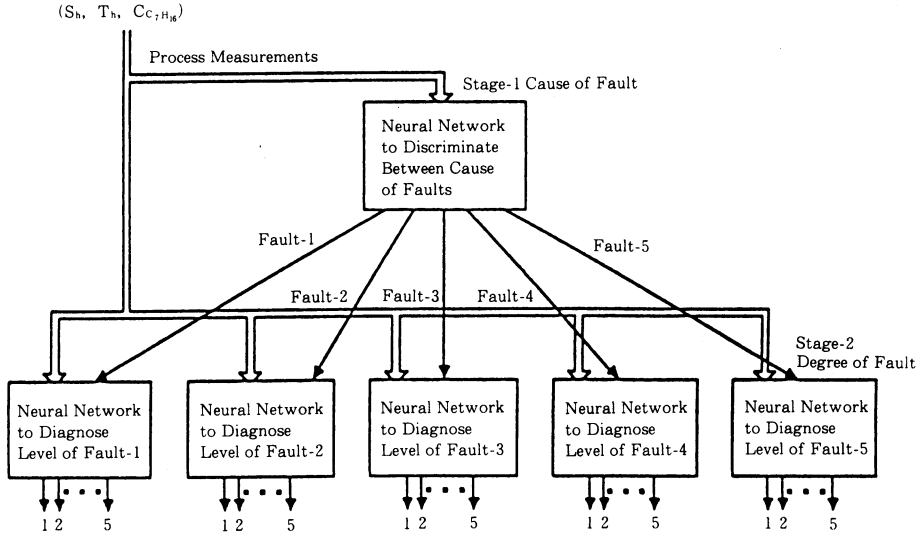 (Sh, Th, CC7H16)
Process Measurements
Stage-1 Cause of Fault
Neural Network
to Discriminate
Between Cause
of Faults
Fault-1
Fault-2
Fault-3
Fault-4
Fault-5
Stage-2
Degree of Fault
Neural Network
to Diagnose
Level of Fault-1
Neural Network
to Diagnose
Level of Fault-2
Neural Network
to Diagnose
Level of Fault-3
Neural Network
to Diagnose
Level of Fault-4
Neural Network
to Diagnose
Level of Fault-5
1 2 5
1 2 5
1 2 5
1 2 5
1 2 5